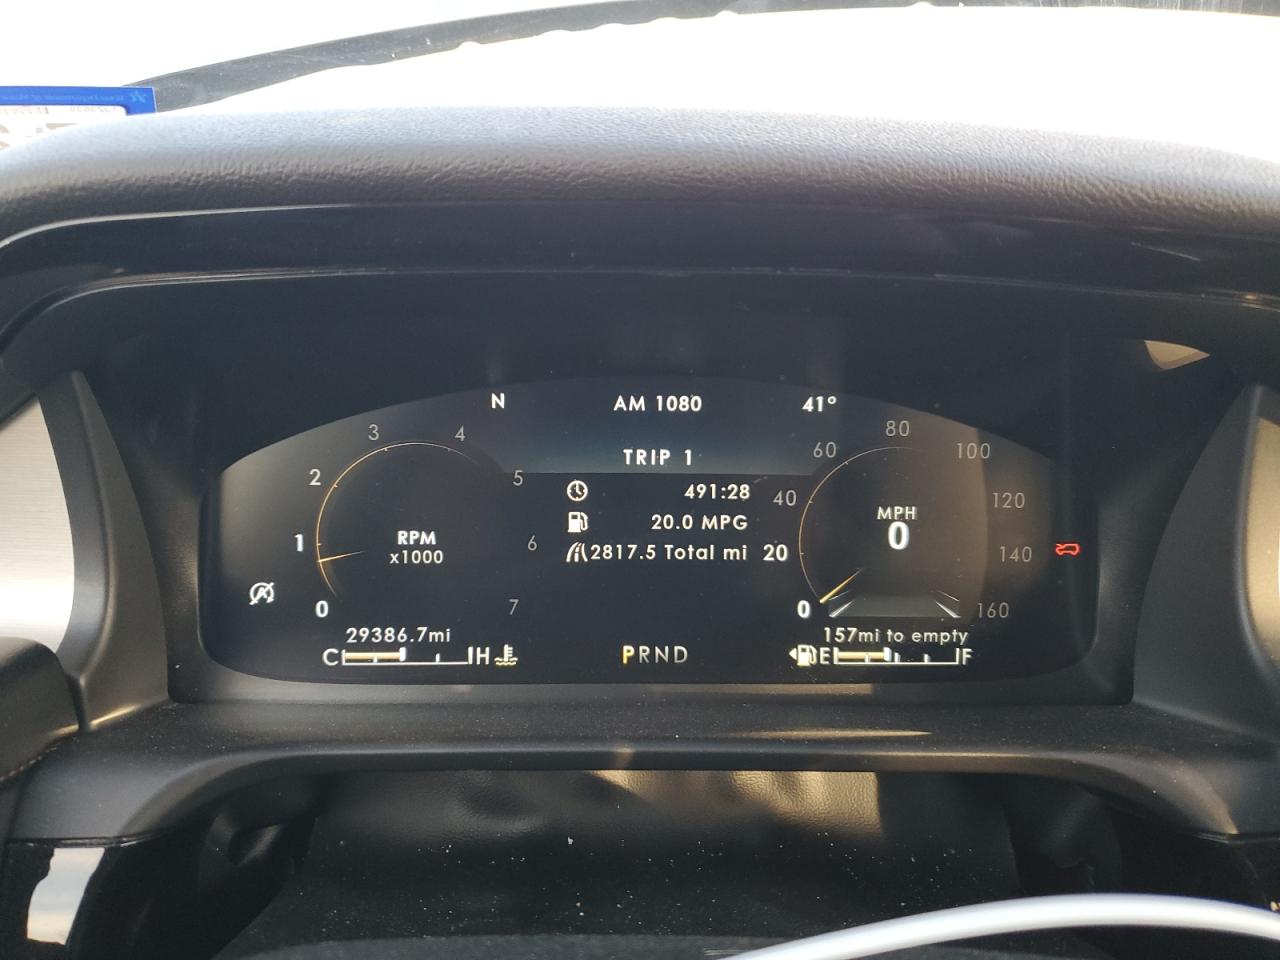 N AM 1080 41°
TRIP 1
491:28
20.0 MPG
2817.5 Total mi
0 1 2 3 4 5 6 7
RPM
x1000
0 20 40 60 80 100 120 140 160
MPH
0
29386.7mi
C H
PRND
157mi to empty
E F